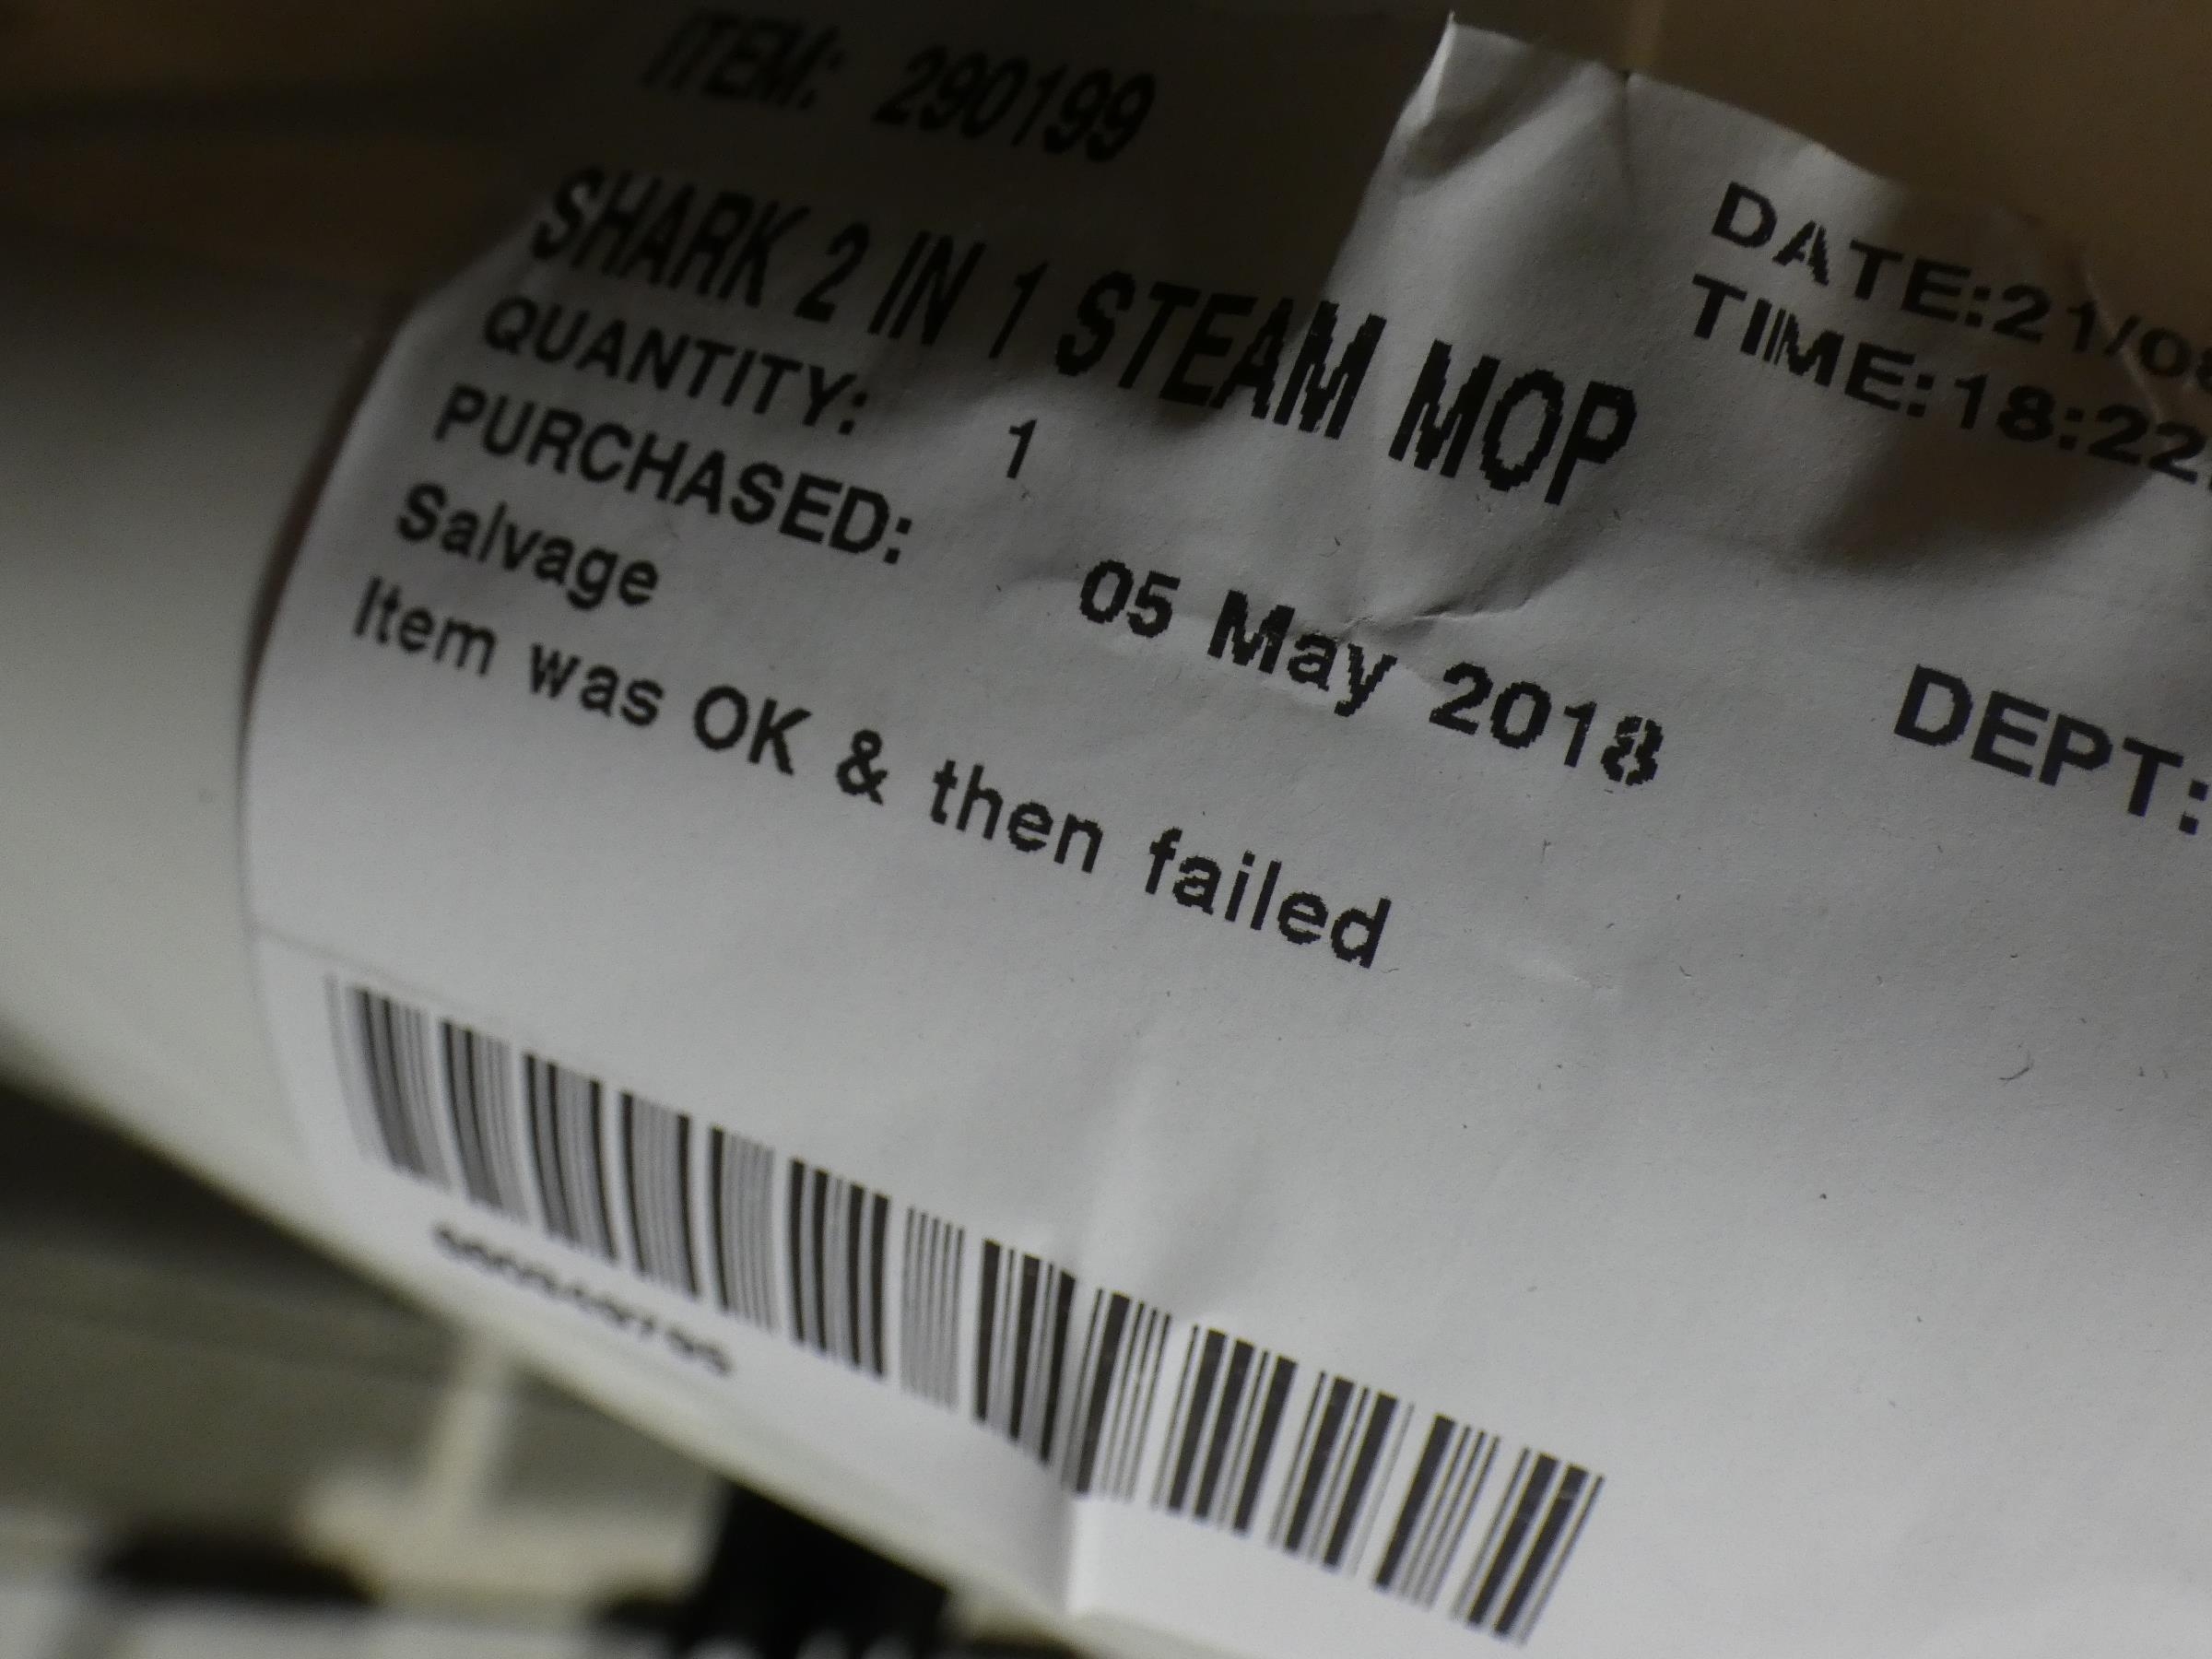 ITEM: 290199
SHARK 2 IN 1 STEAM MOP
DATE:21/08
TIME:18:22
QUANTITY: 1
PURCHASED: 05 May 2018
DEPT:
Salvage
Item was OK & then failed